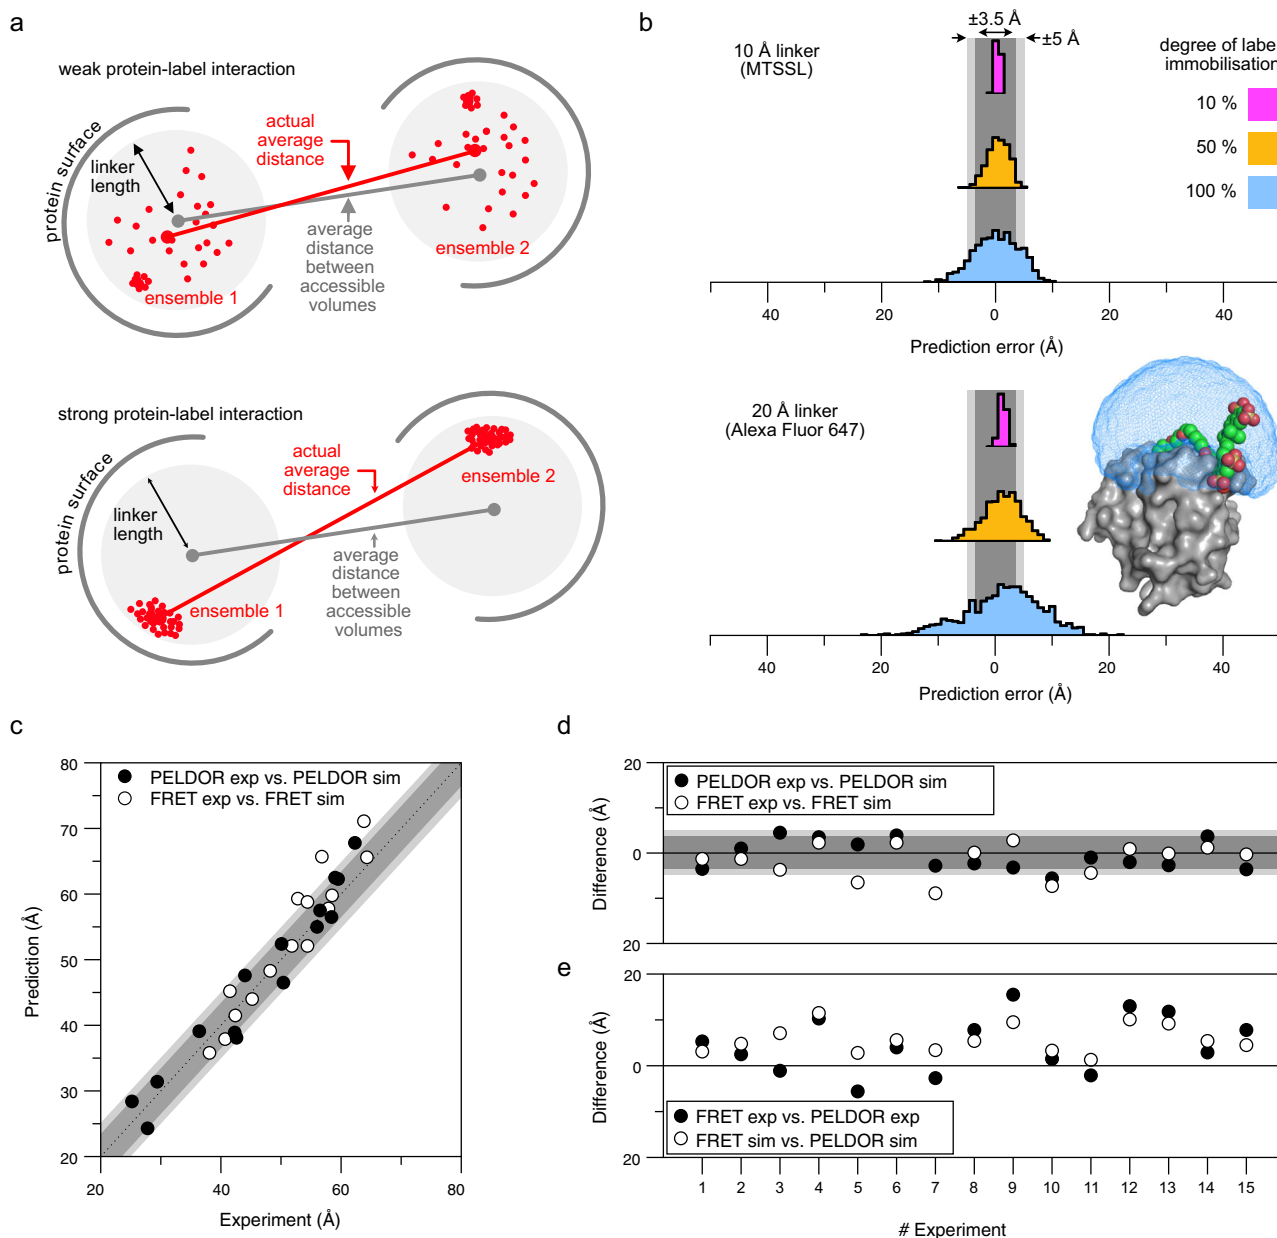 a
weak protein-label interaction
protein surface
linker
length
actual
average
distance
average
distance
between
accessible
volumes
ensemble 1
ensemble 2
strong protein-label interaction
protein surface
linker
length
actual
average
distance
average
distance
between
accessible
volumes
ensemble 1
ensemble 2
b
10 Å linker
(MTSSL)
±3.5 Å
±5 Å
degree of labe
immobilisation
10 %
50 %
100 %
40 20 0 20 40
Prediction error (Å)
20 Å linker
(Alexa Fluor 647)
40 20 0 20 40
Prediction error (Å)
c
PELDOR exp vs. PELDOR sim
FRET exp vs. FRET sim
80
70
60
50
40
30
20
Prediction (Å)
20 40 60 80
Experiment (Å)
d
20
0
20
Difference (Å)
PELDOR exp vs. PELDOR sim
FRET exp vs. FRET sim
e
20
0
20
Difference (Å)
FRET exp vs. PELDOR exp
FRET sim vs. PELDOR sim
1 2 3 4 5 6 7 8 9 10 11 12 13 14 15
# Experiment